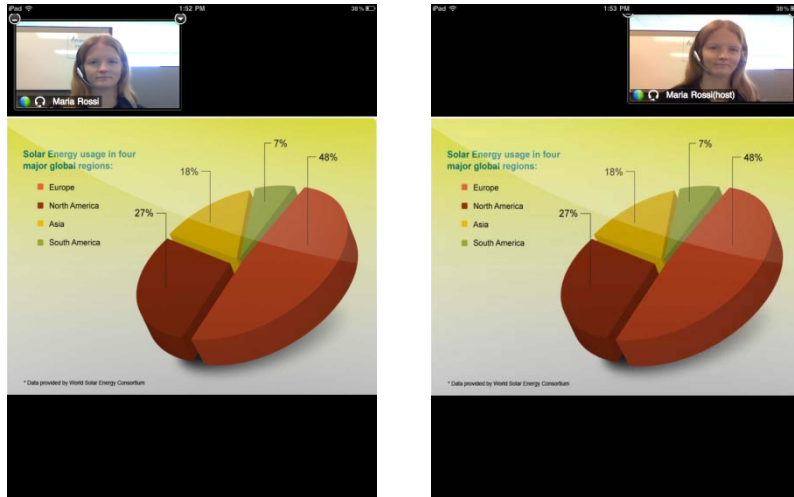 iPad
1:52 PM
38%
Maria Rossi
Solar Energy usage in four
major global regions:
Europe
North America
Asia
South America
7%
48%
18%
27%
* Data provided by World Solar Energy Consortium
iPad
1:53 PM
38%
Maria Rossi(host)
Solar Energy usage in four
major global regions:
Europe
North America
Asia
South America
7%
48%
18%
27%
* Data provided by World Solar Energy Consortium